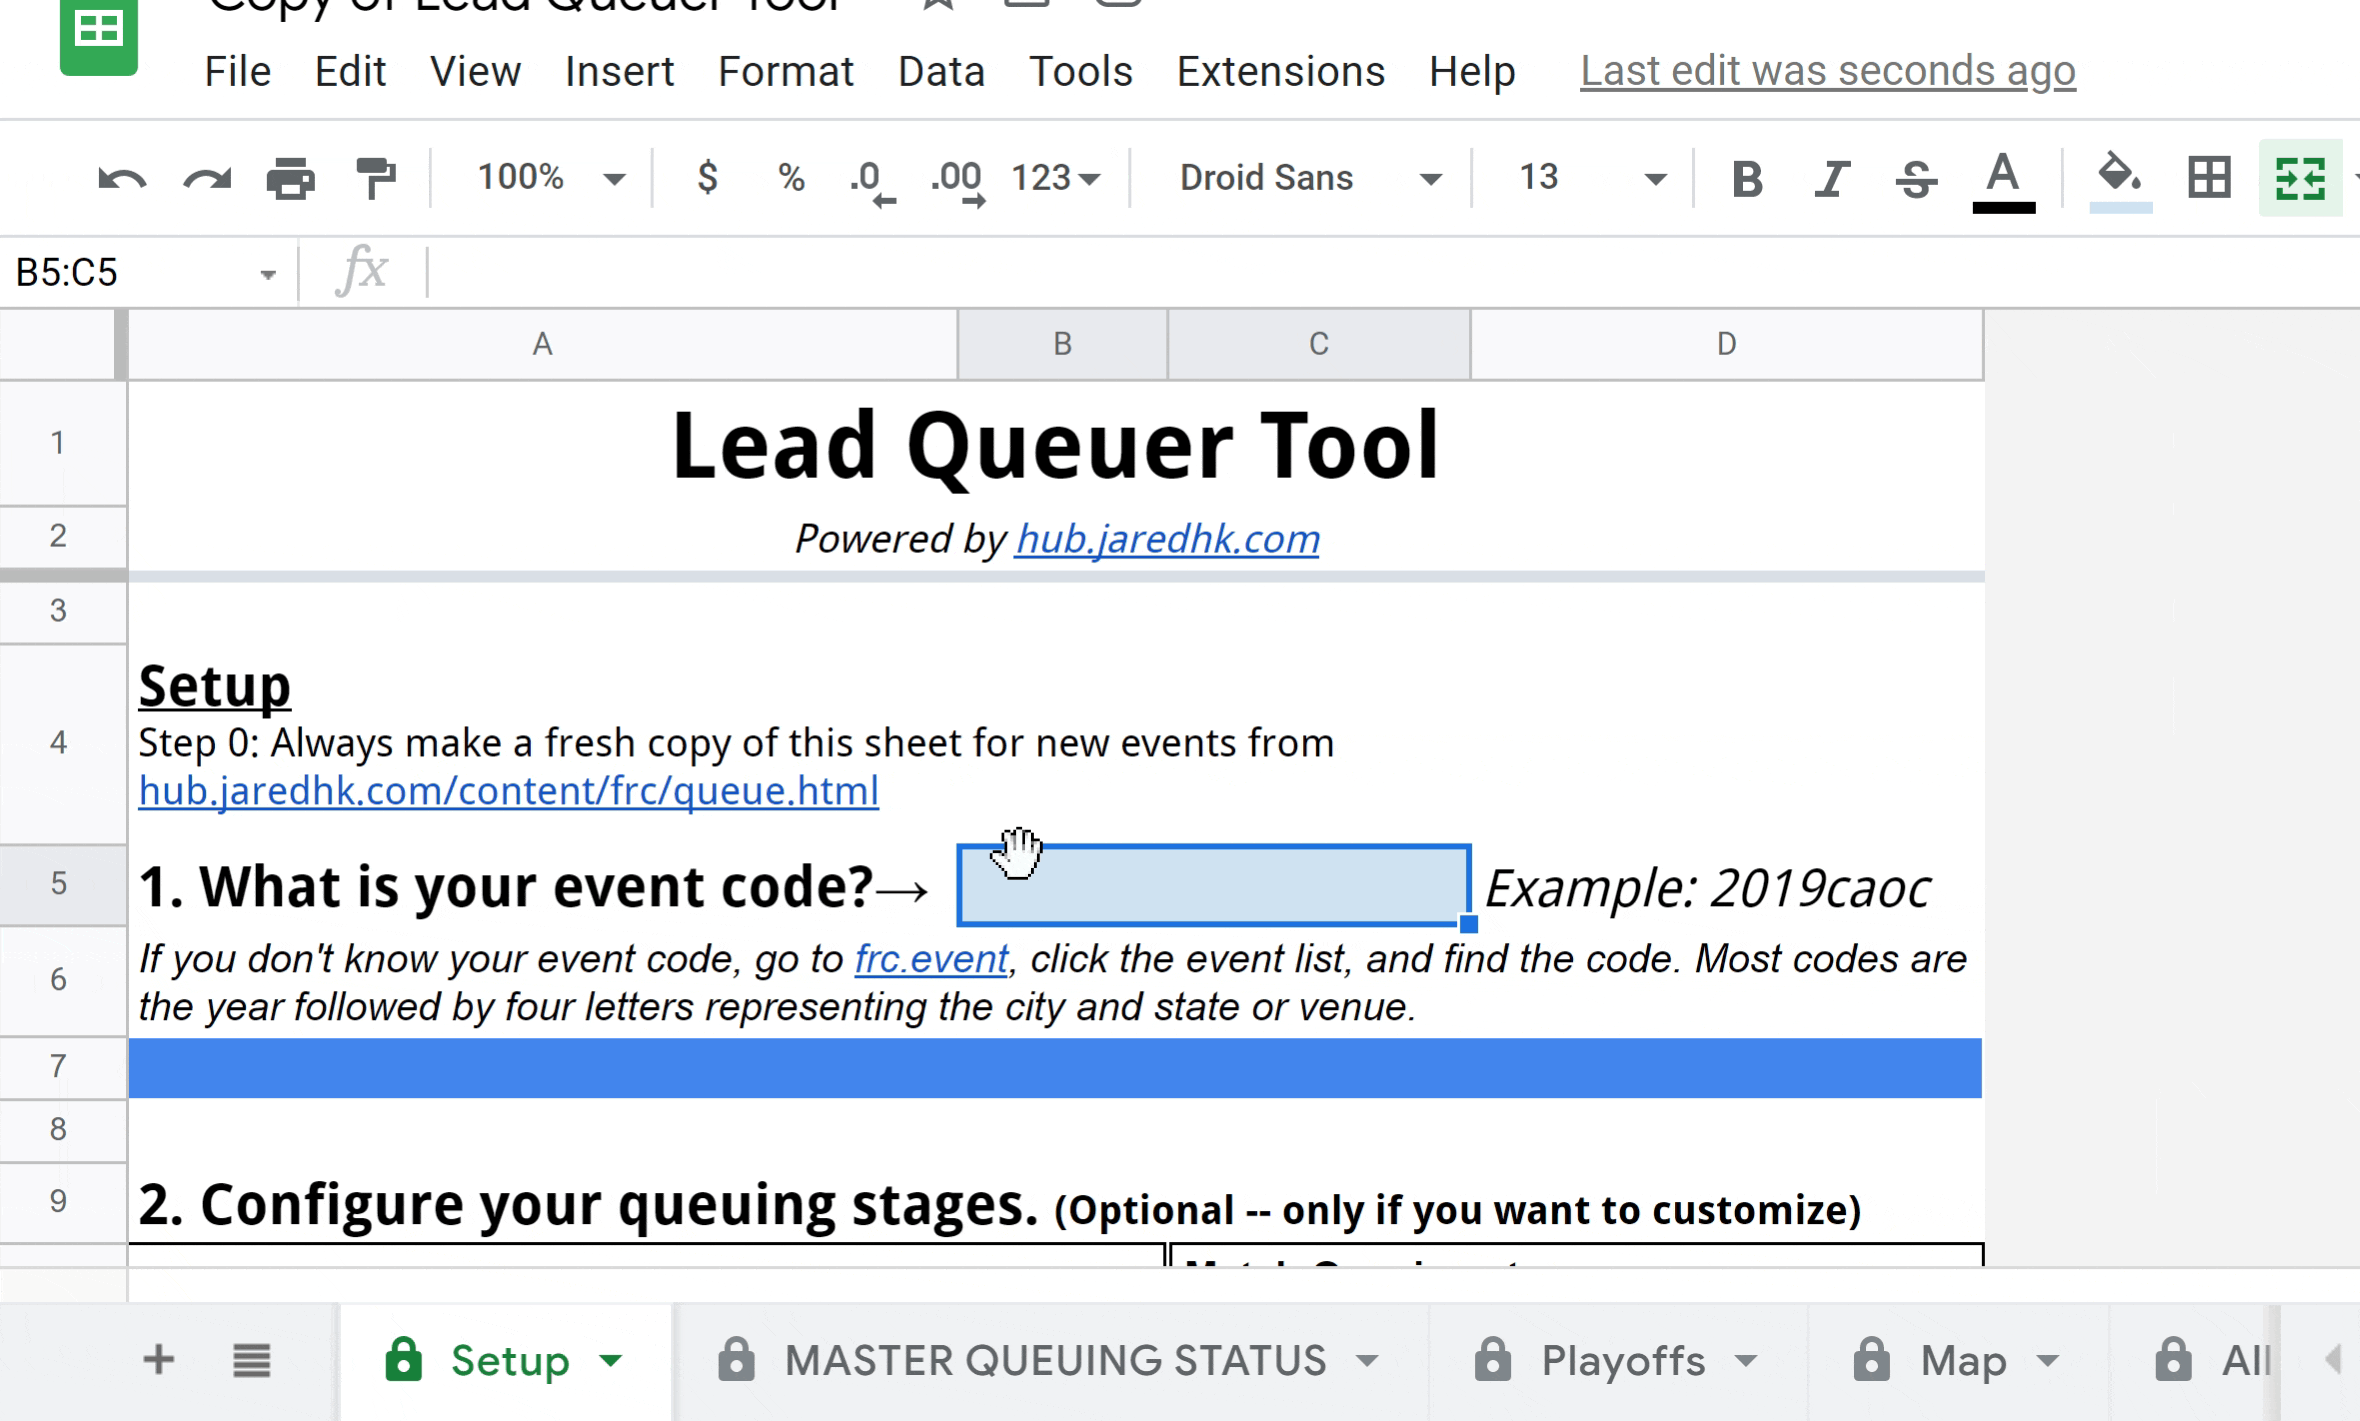 Copy of Lead Queuer Tool
File Edit View Insert Format Data Tools Extensions Help Last edit was seconds ago
100% $ % .0 .00 123 Droid Sans 13 B I S A
B5:C5 fx
A B C D
1 Lead Queuer Tool
2 Powered by hub.jaredhk.com
3
Setup
4 Step 0: Always make a fresh copy of this sheet for new events from
hub.jaredhk.com/content/frc/queue.html
5 1. What is your event code?→ Example: 2019caoc
6 If you don't know your event code, go to frc.event, click the event list, and find the code. Most codes are
the year followed by four letters representing the city and state or venue.
7
8
9 2. Configure your queuing stages. (Optional -- only if you want to customize)
Setup MASTER QUEUING STATUS Playoffs Map All